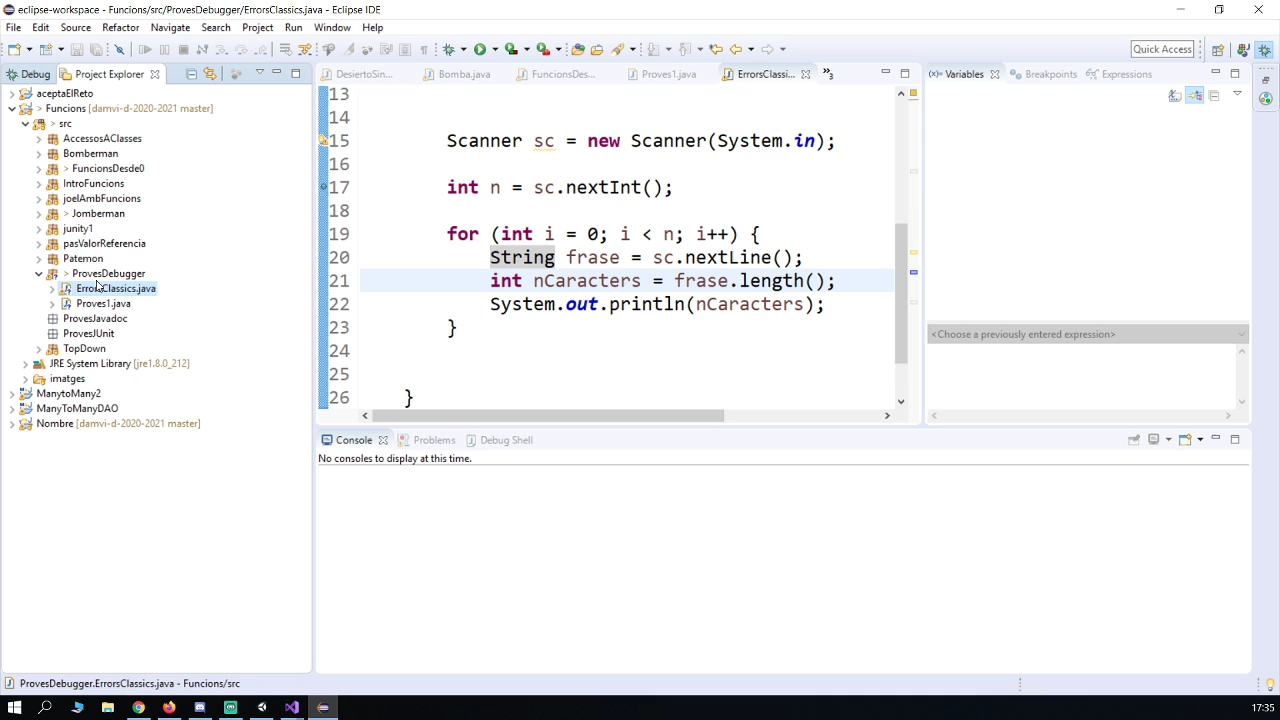 eclipse-workspace - Funcions/src/ProvesDebugger/ErrorsClassics.java - Eclipse IDE
File Edit Source Refactor Navigate Search Project Run Window Help
Quick Access
Debug Project Explorer
aceptaElReto
> Funcions [damvi-d-2020-2021 master]
> src
AccessosAClasses
Bomberman
> FuncionsDesde0
IntroFuncions
joelAmbFuncions
> Jomberman
junity1
pasValorReferencia
Patemon
> ProvesDebugger
ErrorsClassics.java
Proves1.java
ProvesJavadoc
ProvesJUnit
TopDown
JRE System Library [jre1.8.0_212]
imatges
ManytoMany2
ManyToManyDAO
Nombre [damvi-d-2020-2021 master]
DesiertoSin... Bomba.java FuncionsDes... Proves1.java ErrorsClassi... »3
13
14
15 Scanner sc = new Scanner(System.in);
16
17 int n = sc.nextInt();
18
19 for (int i = 0; i < n; i++) {
20 String frase = sc.nextLine();
21 int nCaracters = frase.length();
22 System.out.println(nCaracters);
23 }
24
25
26 }
(x)= Variables Breakpoints Expressions
<Choose a previously entered expression>
Console Problems Debug Shell
No consoles to display at this time.
ProvesDebugger.ErrorsClassics.java - Funcions/src
17:35